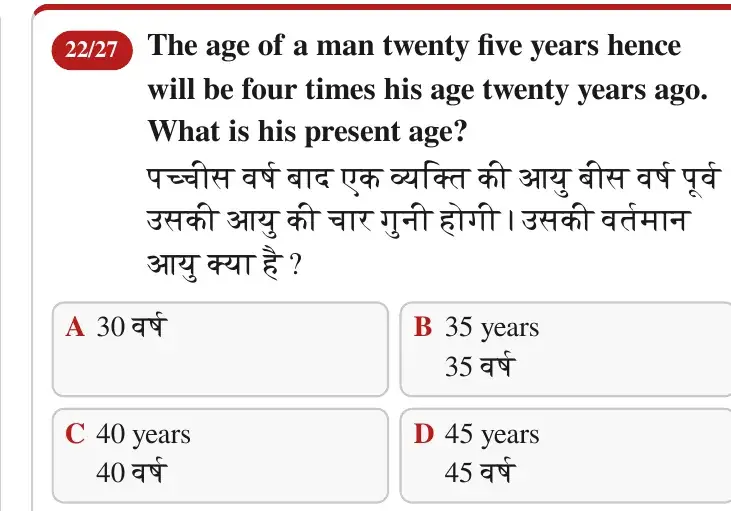 22/27 The age of a man twenty five years hence
will be four times his age twenty years ago.
What is his present age?
पच्चीस वर्ष बाद एक व्यक्ति की आयु बीस वर्ष पूर्व
उसकी आयु की चार गुनी होगी। उसकी वर्तमान
आयु क्या है ?
A 30 वर्ष
B 35 years
35 वर्ष
C 40 years
40 वर्ष
D 45 years
45 वर्ष